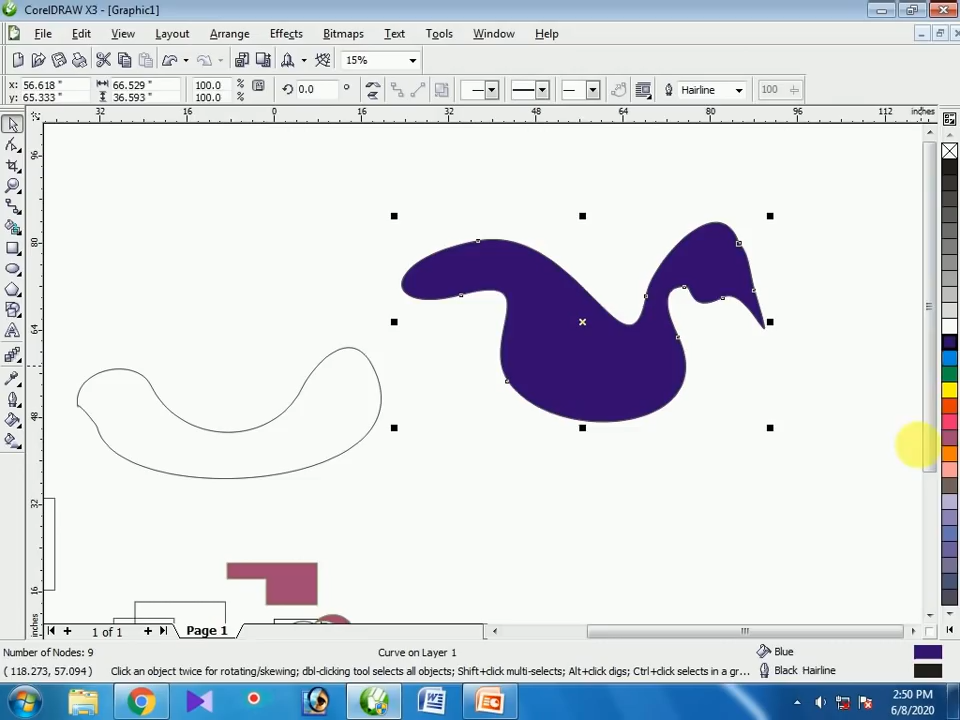 CorelDRAW X3 - [Graphic1]
File Edit View Layout Arrange Effects Bitmaps Text Tools Window Help
15%
x: 56.618 " 66.529 " 100.0 % 0.0 ° Hairline 100
y: 65.333 " 36.593 " 100.0 %
32 16 0 16 32 48 64 80 96 112 inches
96
80
64
48
32
16
inches
1 of 1 Page 1
Number of Nodes: 9 Curve on Layer 1 Blue
( 118.273, 57.094 ) Click an object twice for rotating/skewing; dbl-clicking tool selects all objects; Shift+click multi-selects; Alt+click digs; Ctrl+click selects in a gr... Black Hairline
2:50 PM
6/8/2020